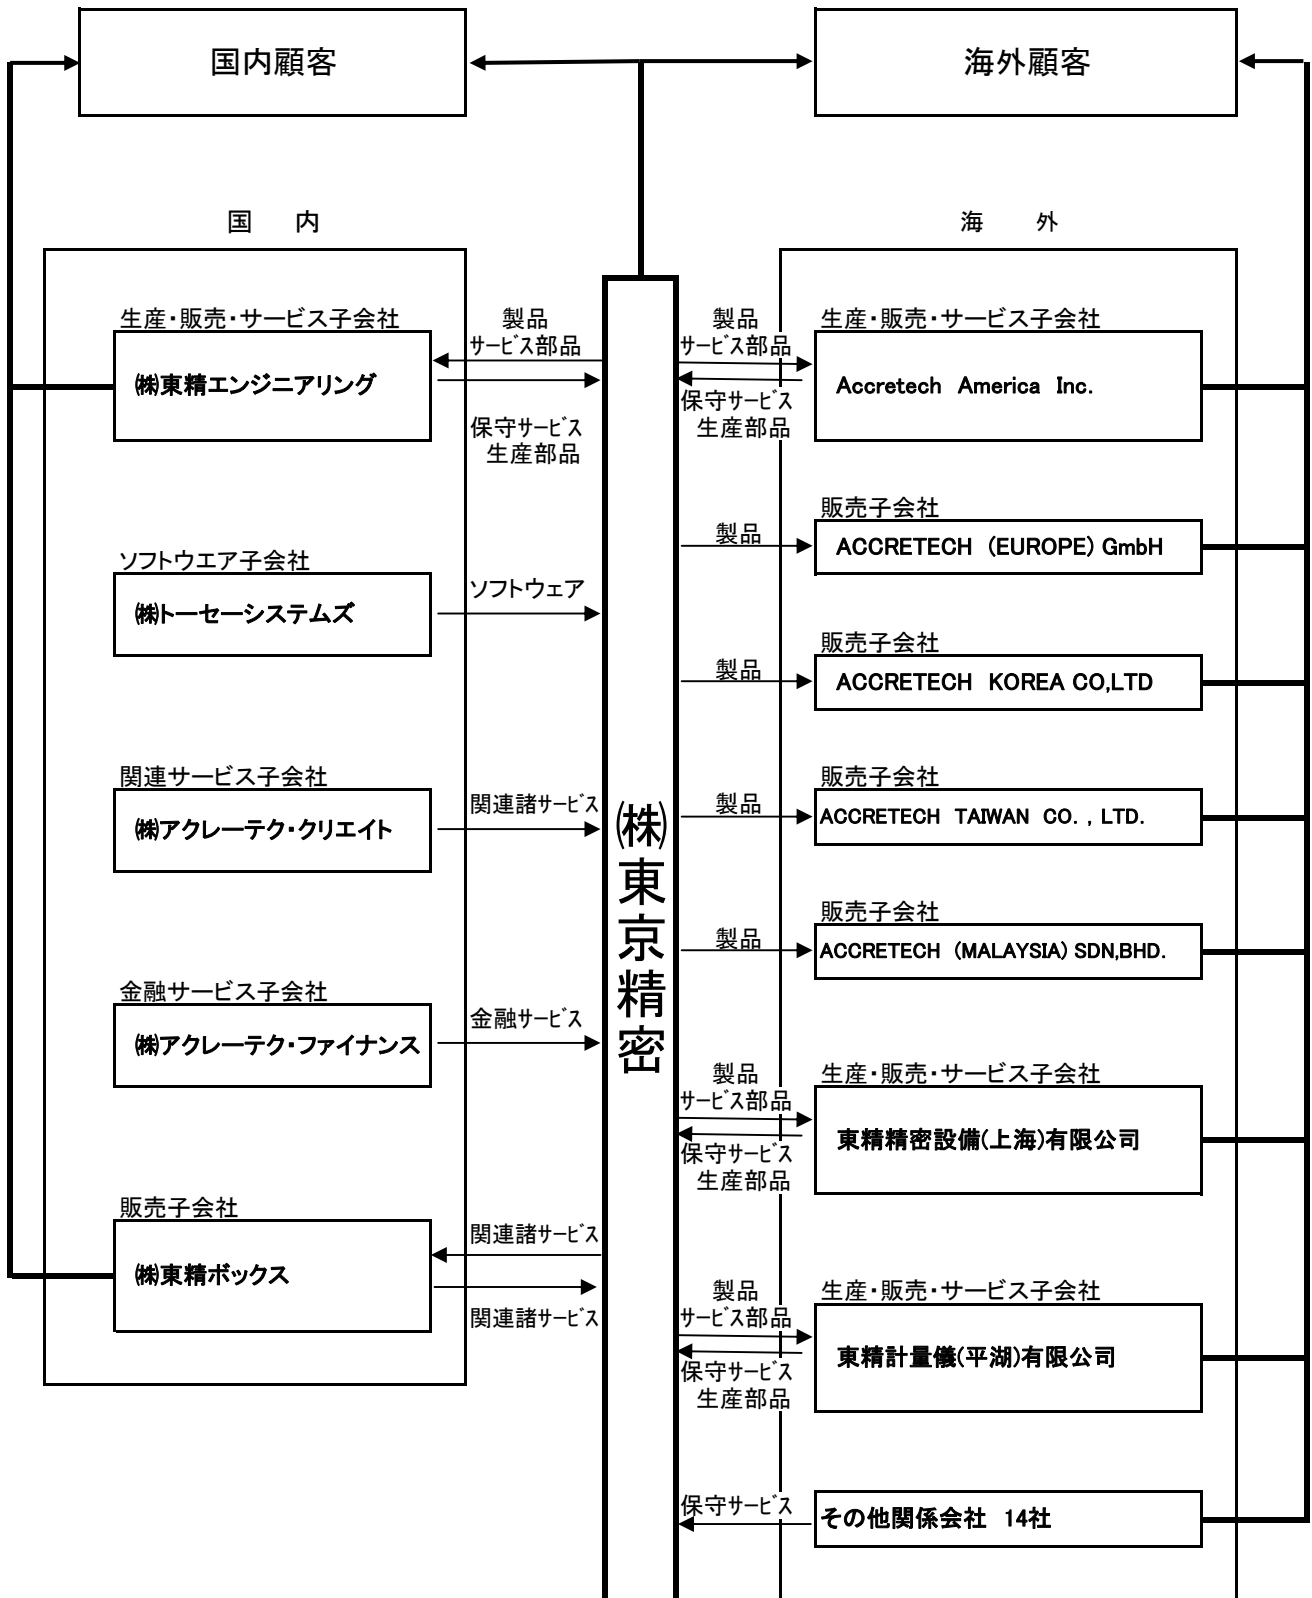 国内顧客
海外顧客
国　内
海　外
生産・販売・サービス子会社
㈱東精エンジニアリング
製品
サービス部品
保守サービス
生産部品
ソフトウエア子会社
㈱トーセーシステムズ
ソフトウェア
関連サービス子会社
㈱アクレーテク・クリエイト
関連諸サービス
金融サービス子会社
㈱アクレーテク・ファイナンス
金融サービス
販売子会社
㈱東精ボックス
関連諸サービス
関連諸サービス
㈱東京精密
製品
サービス部品
保守サービス
生産部品
生産・販売・サービス子会社
Accretech America Inc.
製品
販売子会社
ACCRETECH (EUROPE) GmbH
製品
販売子会社
ACCRETECH KOREA CO,LTD
製品
販売子会社
ACCRETECH TAIWAN CO. , LTD.
製品
販売子会社
ACCRETECH (MALAYSIA) SDN,BHD.
製品
サービス部品
保守サービス
生産部品
生産・販売・サービス子会社
東精精密設備(上海)有限公司
製品
サービス部品
保守サービス
生産部品
生産・販売・サービス子会社
東精計量儀(平湖)有限公司
保守サービス
その他関係会社 14社